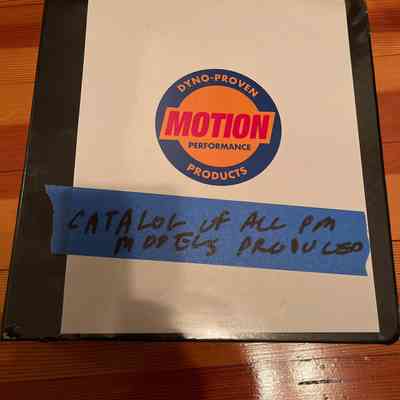 DYNO-PROVEN
MOTION
PERFORMANCE
PRODUCTS
CATALOG OF ALL PM
MODELS PRODUCED